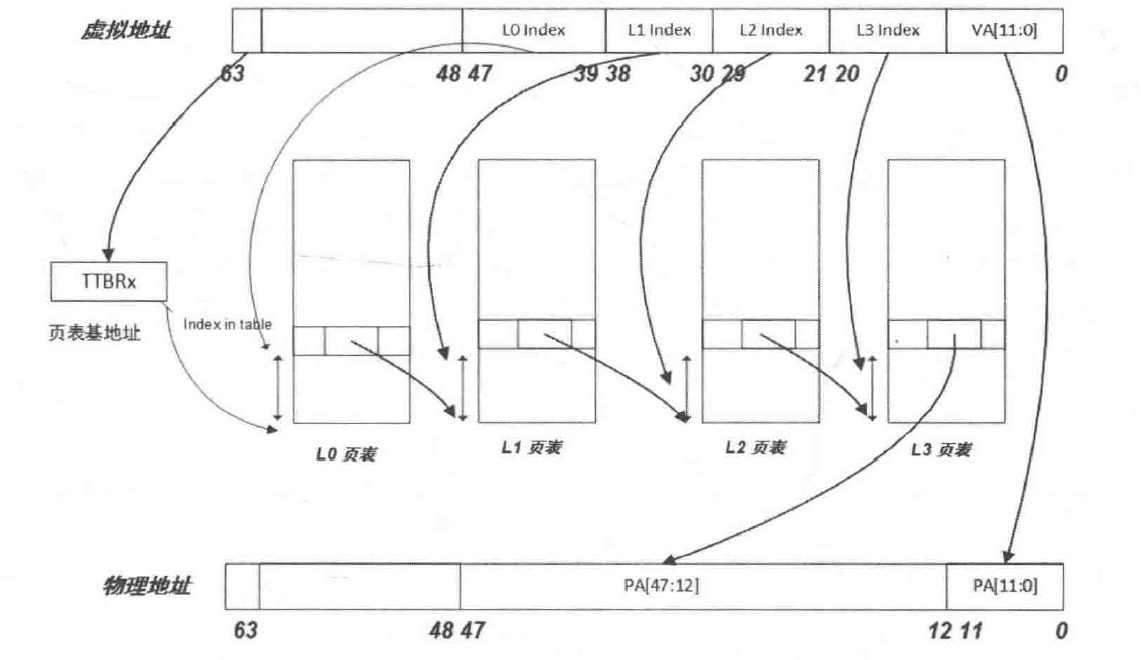 虚拟地址
L0 Index
L1 Index
L2 Index
L3 Index
VA[11:0]
63
48 47
39 38
30 29
21 20
0
TTBRx
页表基地址
Index in table
L0 页表
L1 页表
L2 页表
L3 页表
物理地址
PA[47:12]
PA[11:0]
63
48 47
12 11
0